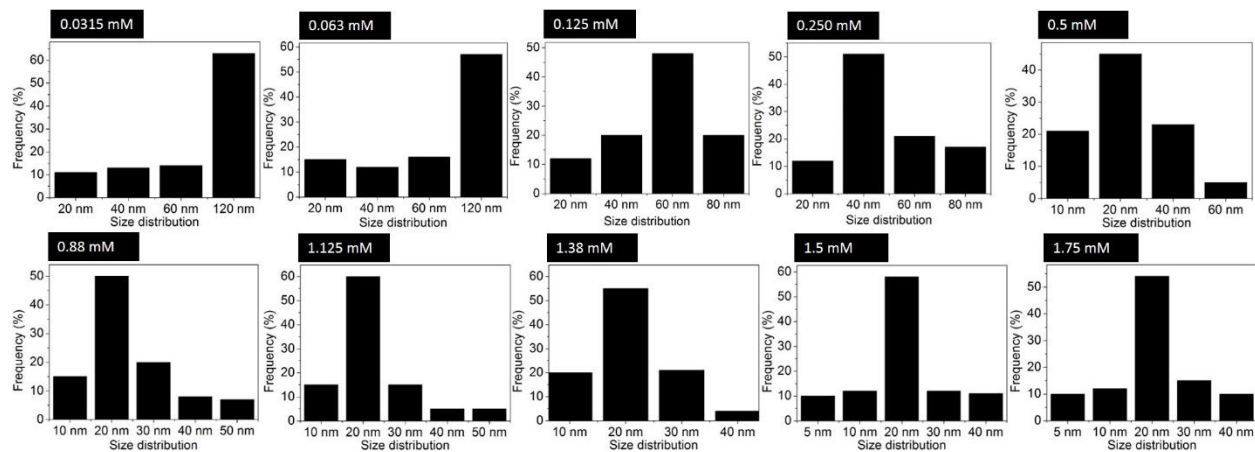 0.0315 mM
Frequency (%)
60
50
40
30
20
10
0
20 nm 40 nm 60 nm 120 nm
Size distribution
0.063 mM
Frequency (%)
60
50
40
30
20
10
0
20 nm 40 nm 60 nm 120 nm
Size distribution
0.125 mM
Frequency (%)
50
40
30
20
10
0
20 nm 40 nm 60 nm 80 nm
Size distribution
0.250 mM
Frequency (%)
50
40
30
20
10
0
20 nm 40 nm 60 nm 80 nm
Size distribution
0.5 mM
Frequency (%)
40
30
20
10
0
10 nm 20 nm 40 nm 60 nm
Size distribution
0.88 mM
Frequency (%)
50
40
30
20
10
0
10 nm 20 nm 30 nm 40 nm 50 nm
Size distribution
1.125 mM
Frequency (%)
60
50
40
30
20
10
0
10 nm 20 nm 30 nm 40 nm 50 nm
Size distribution
1.38 mM
Frequency (%)
60
50
40
30
20
10
0
10 nm 20 nm 30 nm 40 nm
Size distribution
1.5 mM
Frequency (%)
60
50
40
30
20
10
0
5 nm 10 nm 20 nm 30 nm 40 nm
Size distribution
1.75 mM
Frequency (%)
50
40
30
20
10
0
5 nm 10 nm 20 nm 30 nm 40 nm
Size distribution